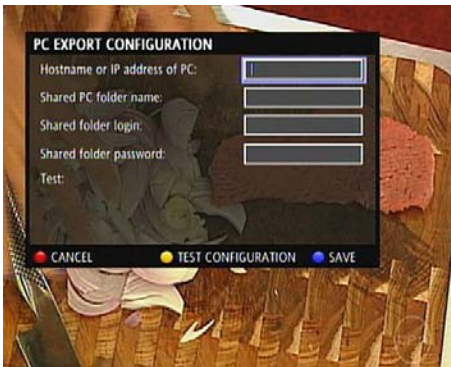 PC EXPORT CONFIGURATION
Hostname or IP address of PC:
Shared PC folder name:
Shared folder login:
Shared folder password:
Test:
CANCEL TEST CONFIGURATION SAVE